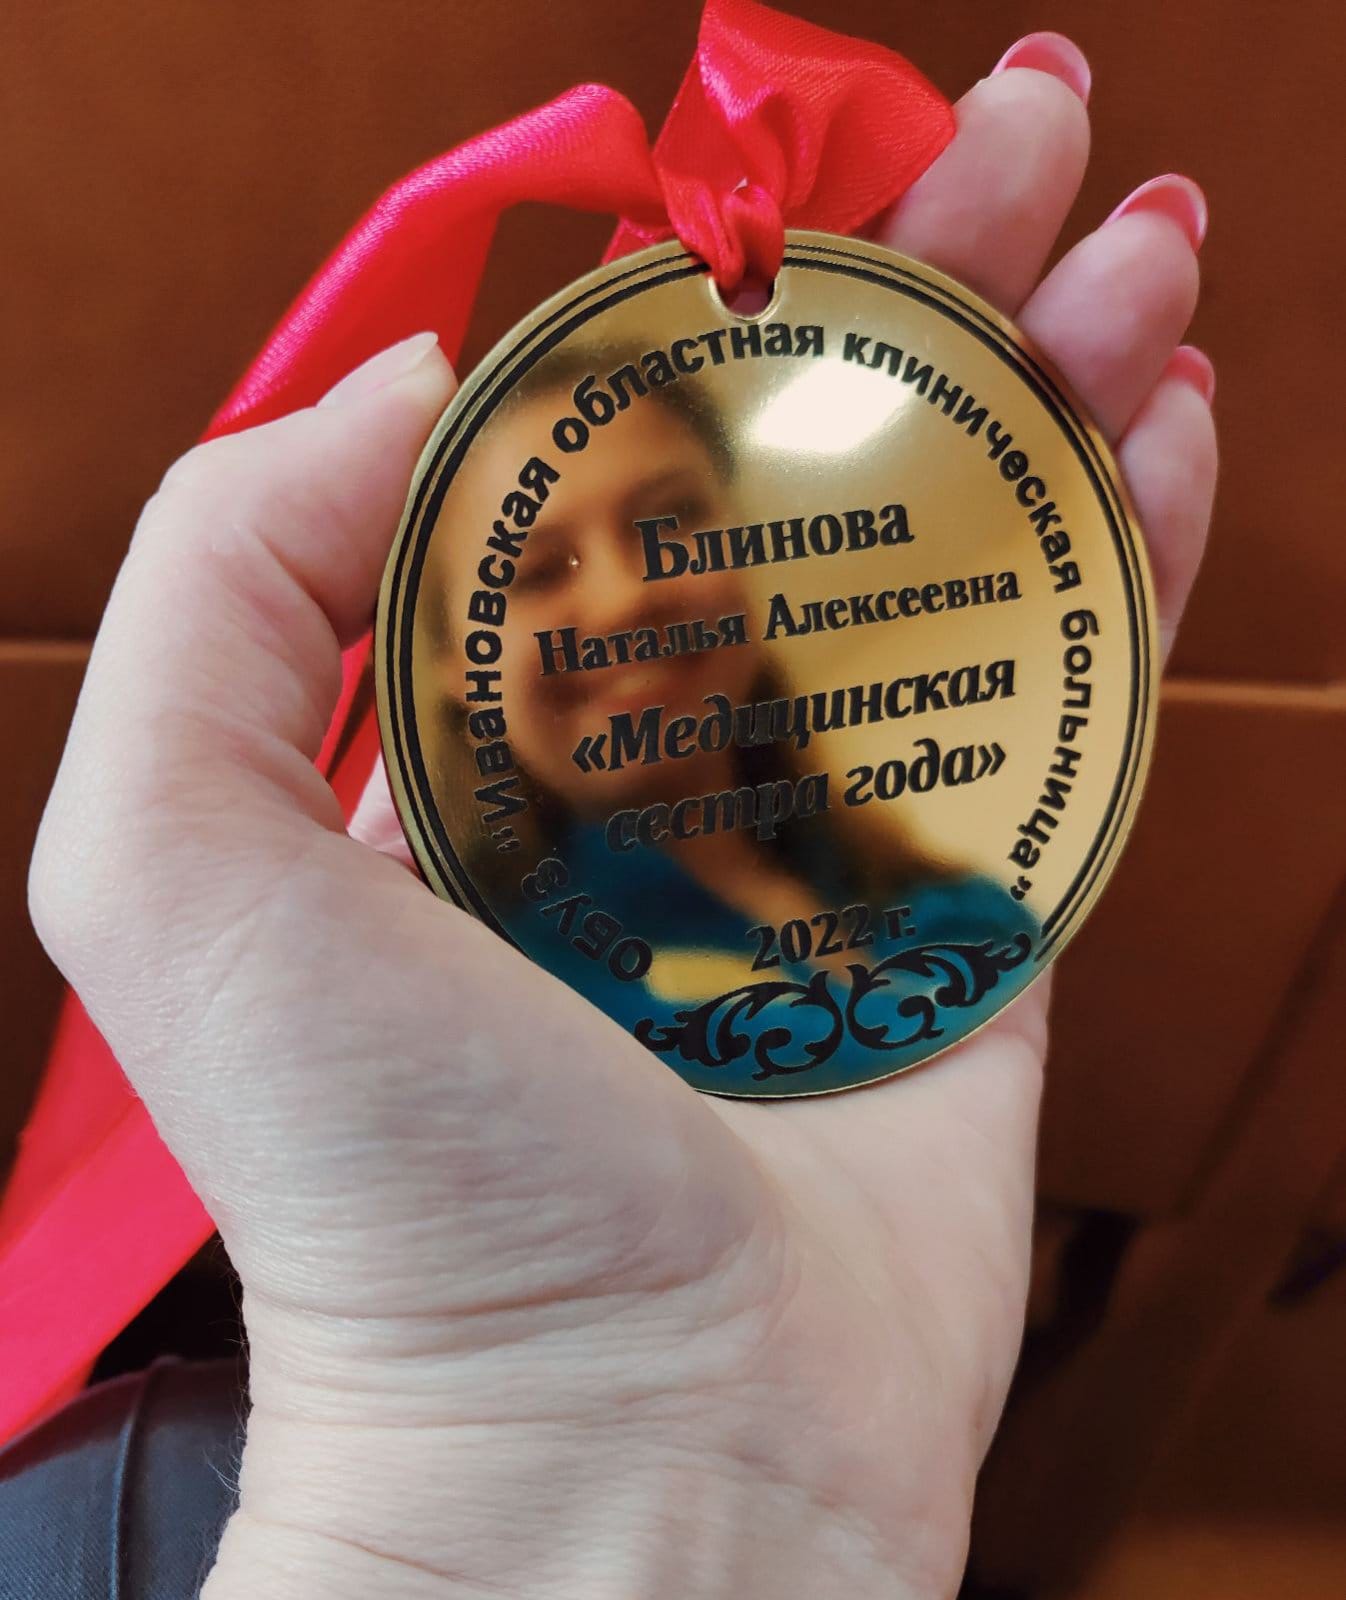 ОБУЗ "Ивановская областная клиническая больница"
Блинова
Наталья Алексеевна
«Медицинская
сестра года»
2022 г.